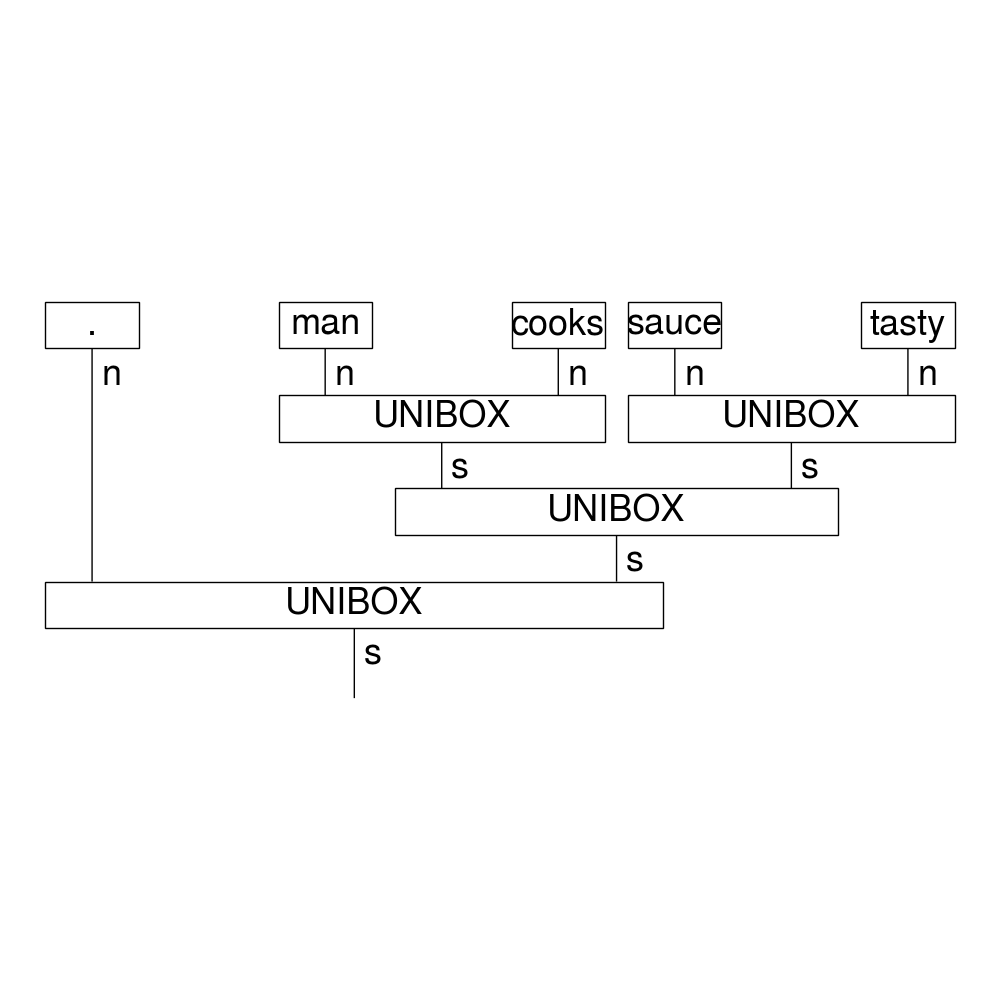 . man cooks sauce tasty
n n n n n
UNIBOX UNIBOX
s s
UNIBOX
s
UNIBOX
s